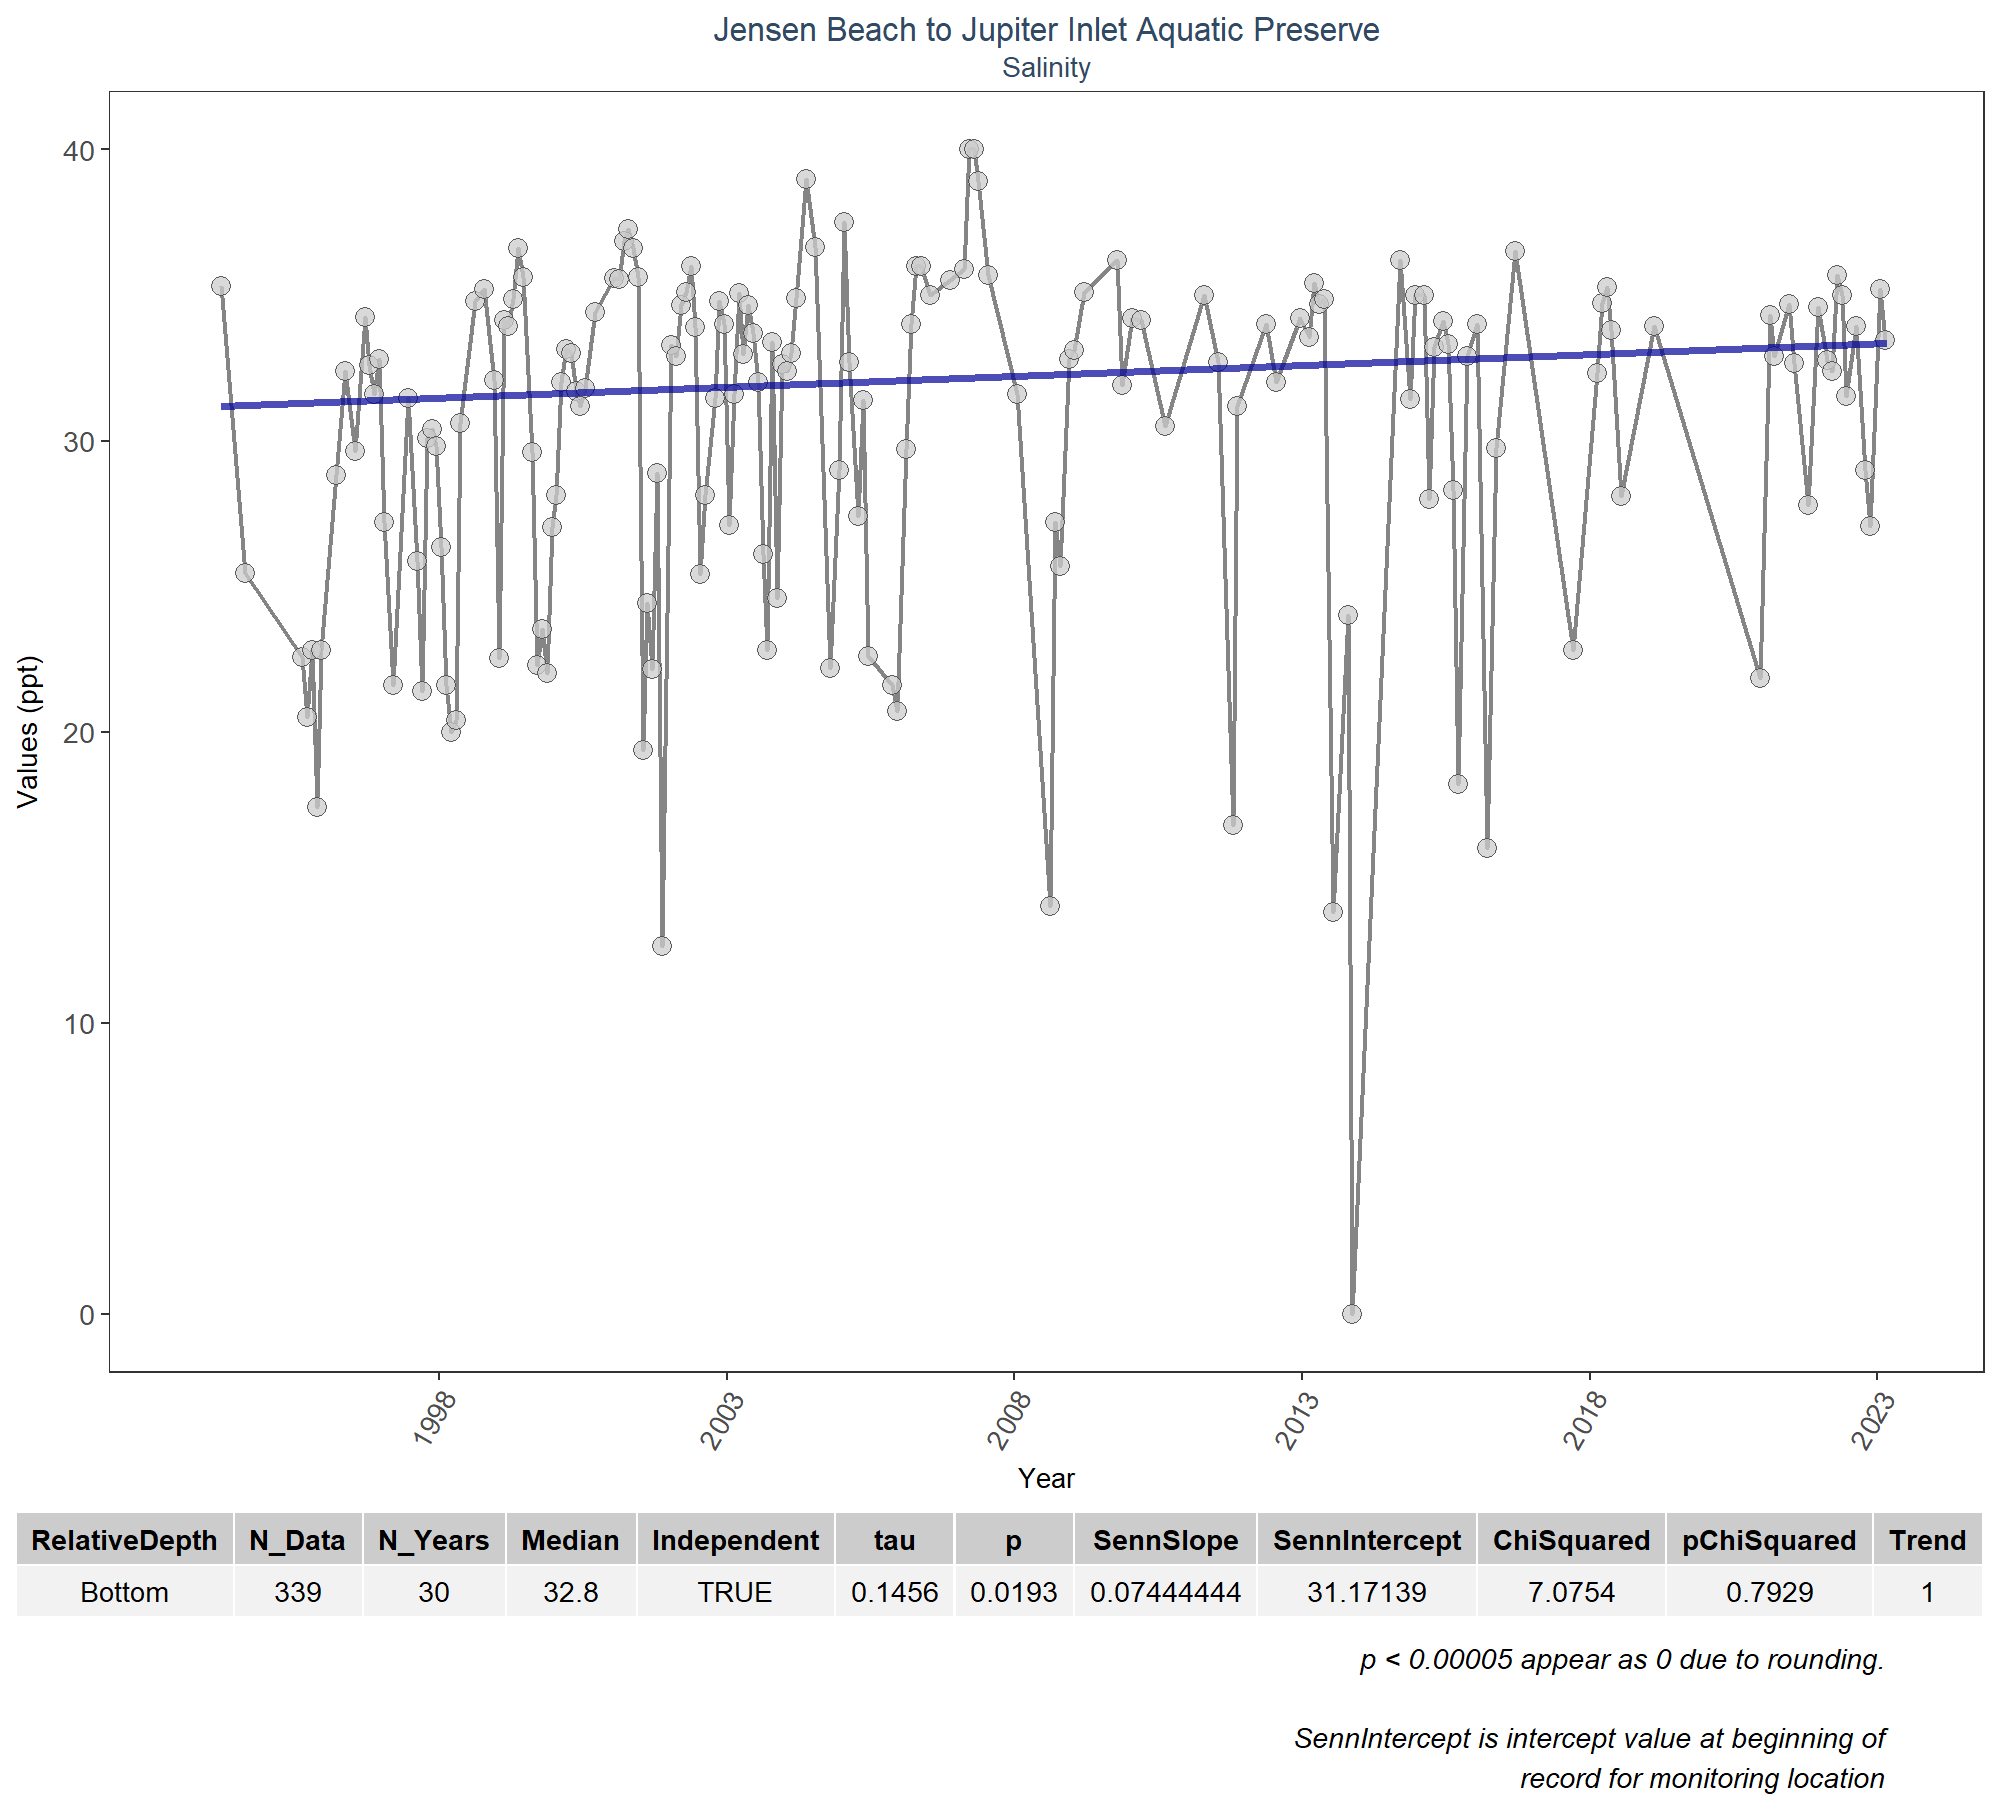 Jensen Beach to Jupiter Inlet Aquatic Preserve
Salinity
40
30
20
10
0
Values (ppt)
1998 2003 2008 2013 2018 2023
Year
RelativeDepth N_Data N_Years Median Independent tau p SennSlope SennIntercept ChiSquared pChiSquared Trend
Bottom 339 30 32.8 TRUE 0.1456 0.0193 0.07444444 31.17139 7.0754 0.7929 1
p < 0.00005 appear as 0 due to rounding.
SennIntercept is intercept value at beginning of
record for monitoring location